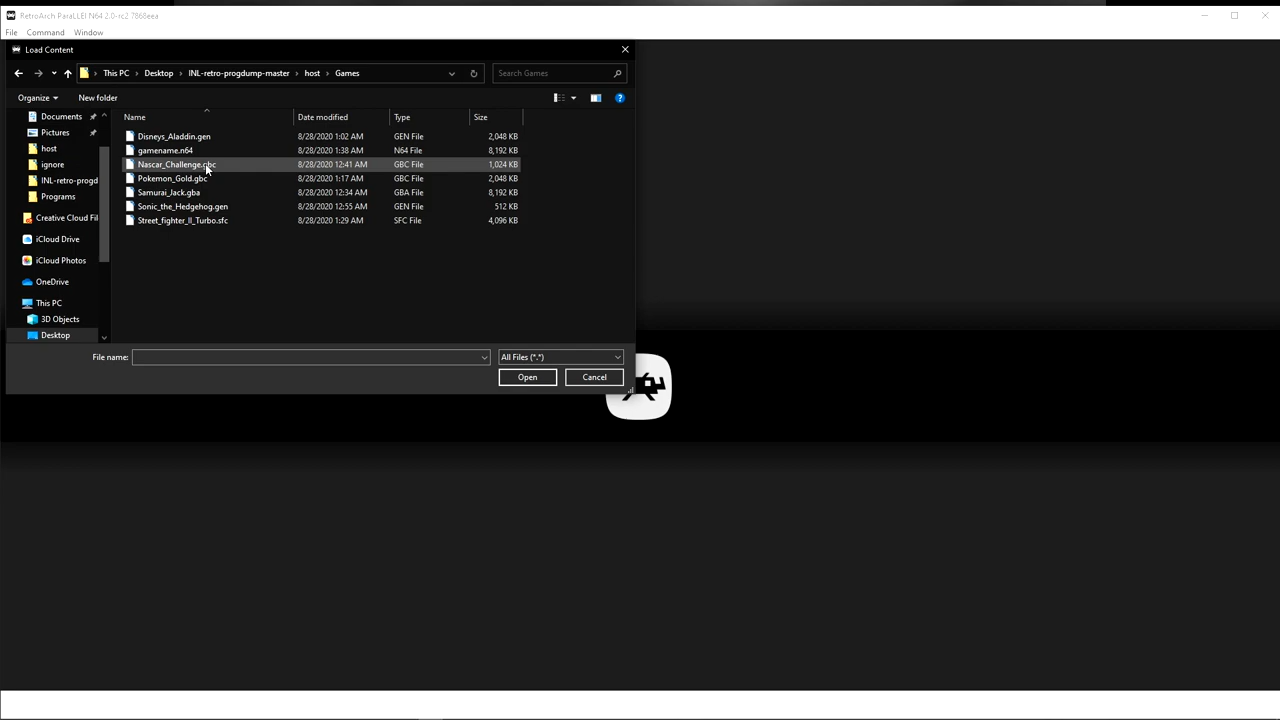 RetroArch ParaLLEl N64 2.0-rc2 7868eea
File Command Window
Load Content
This PC Desktop INL-retro-progdump-master host Games Search Games
Organize New folder
Name Date modified Type Size
Disneys_Aladdin.gen 8/28/2020 1:02 AM GEN File 2,048 KB
gamename.n64 8/28/2020 1:38 AM N64 File 8,192 KB
Nascar_Challenge.gbc 8/28/2020 12:41 AM GBC File 1,024 KB
Pokemon_Gold.gbc 8/28/2020 1:17 AM GBC File 2,048 KB
Samurai_Jack.gba 8/28/2020 12:34 AM GBA File 8,192 KB
Sonic_the_Hedgehog.gen 8/28/2020 12:55 AM GEN File 512 KB
Street_fighter_II_Turbo.sfc 8/28/2020 1:29 AM SFC File 4,096 KB
Documents
Pictures
host
ignore
INL-retro-progd
Programs
Creative Cloud Fil
iCloud Drive
iCloud Photos
OneDrive
This PC
3D Objects
Desktop
File name: All Files (*.*)
Open Cancel